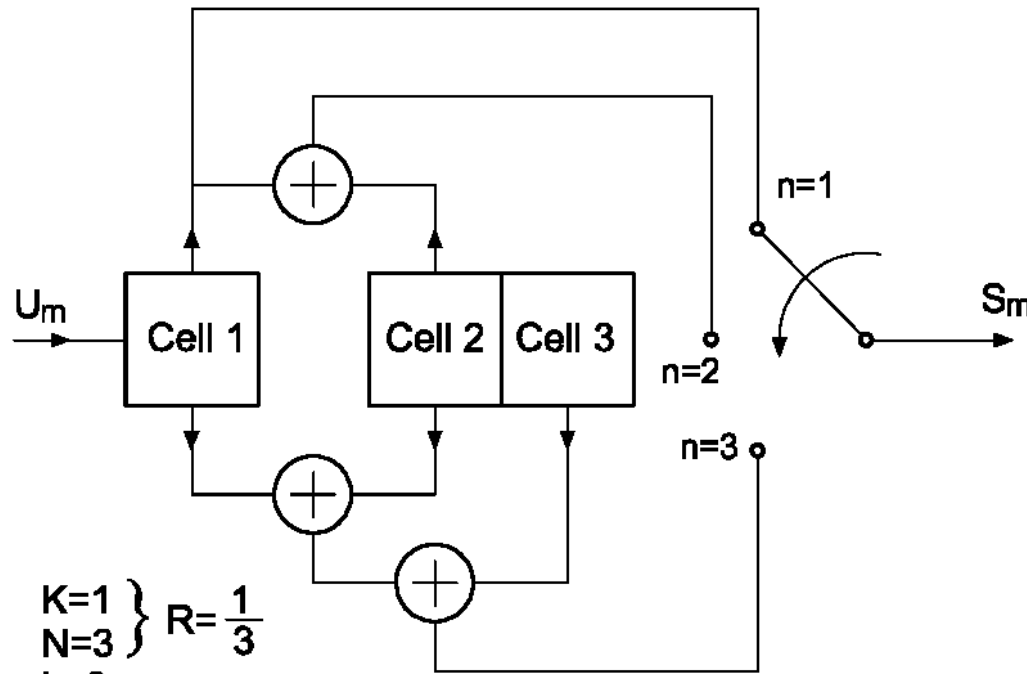 n=1
Um
Cell 1
Cell 2
Cell 3
Sm
n=2
n=3
K=1
N=3
R= 1/3